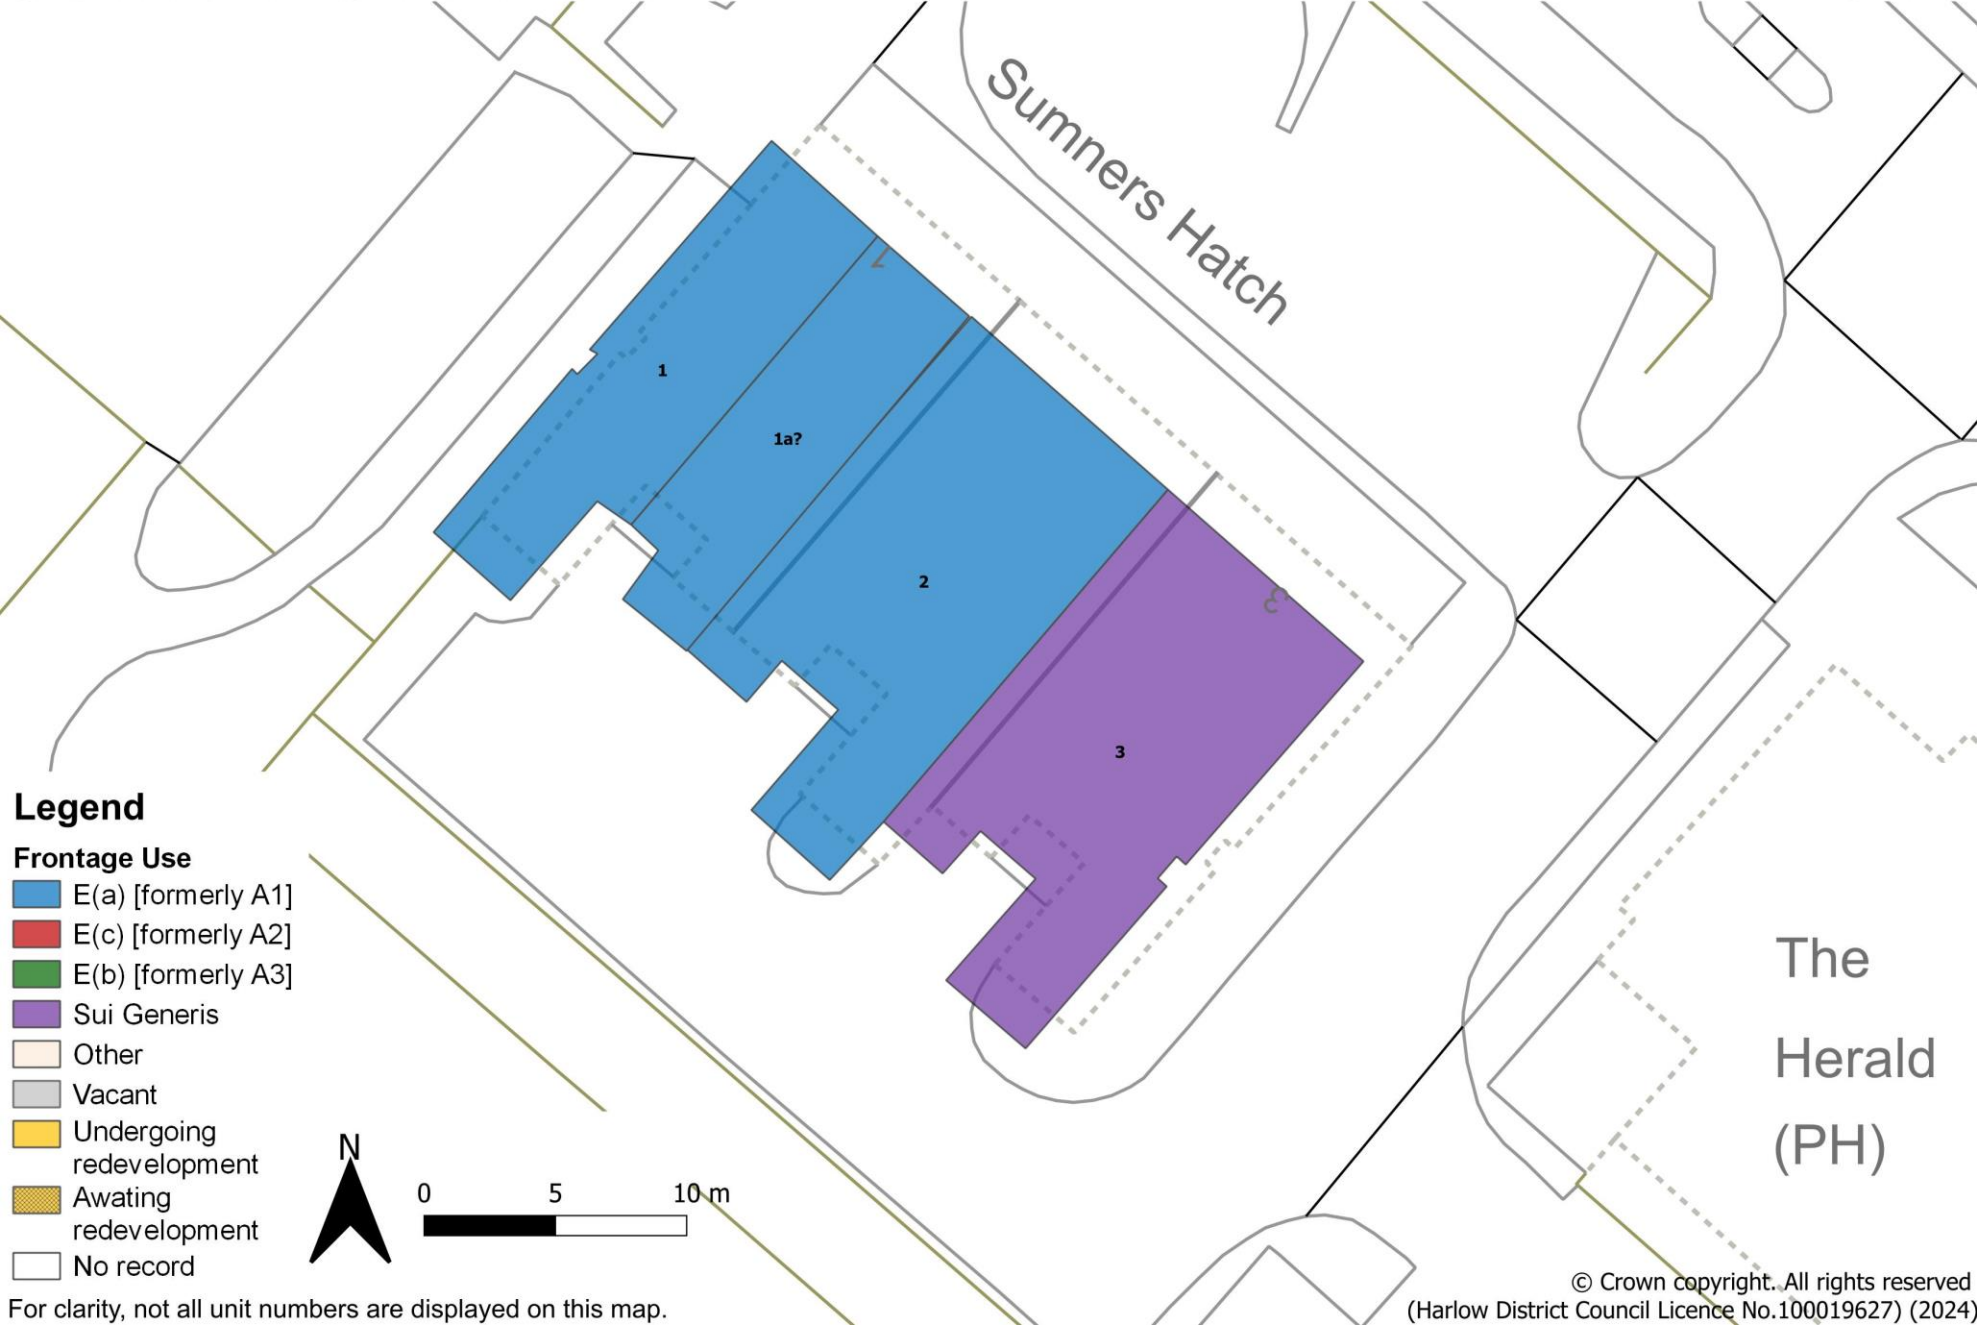 Sumners Hatch
1
1
1a?
2
3
3
The
Herald
(PH)
Legend
Frontage Use
E(a) [formerly A1]
E(c) [formerly A2]
E(b) [formerly A3]
Sui Generis
Other
Vacant
Undergoing
redevelopment
Awating
redevelopment
No record
N
0 5 10 m
For clarity, not all unit numbers are displayed on this map.
© Crown copyright. All rights reserved
(Harlow District Council Licence No.100019627) (2024)